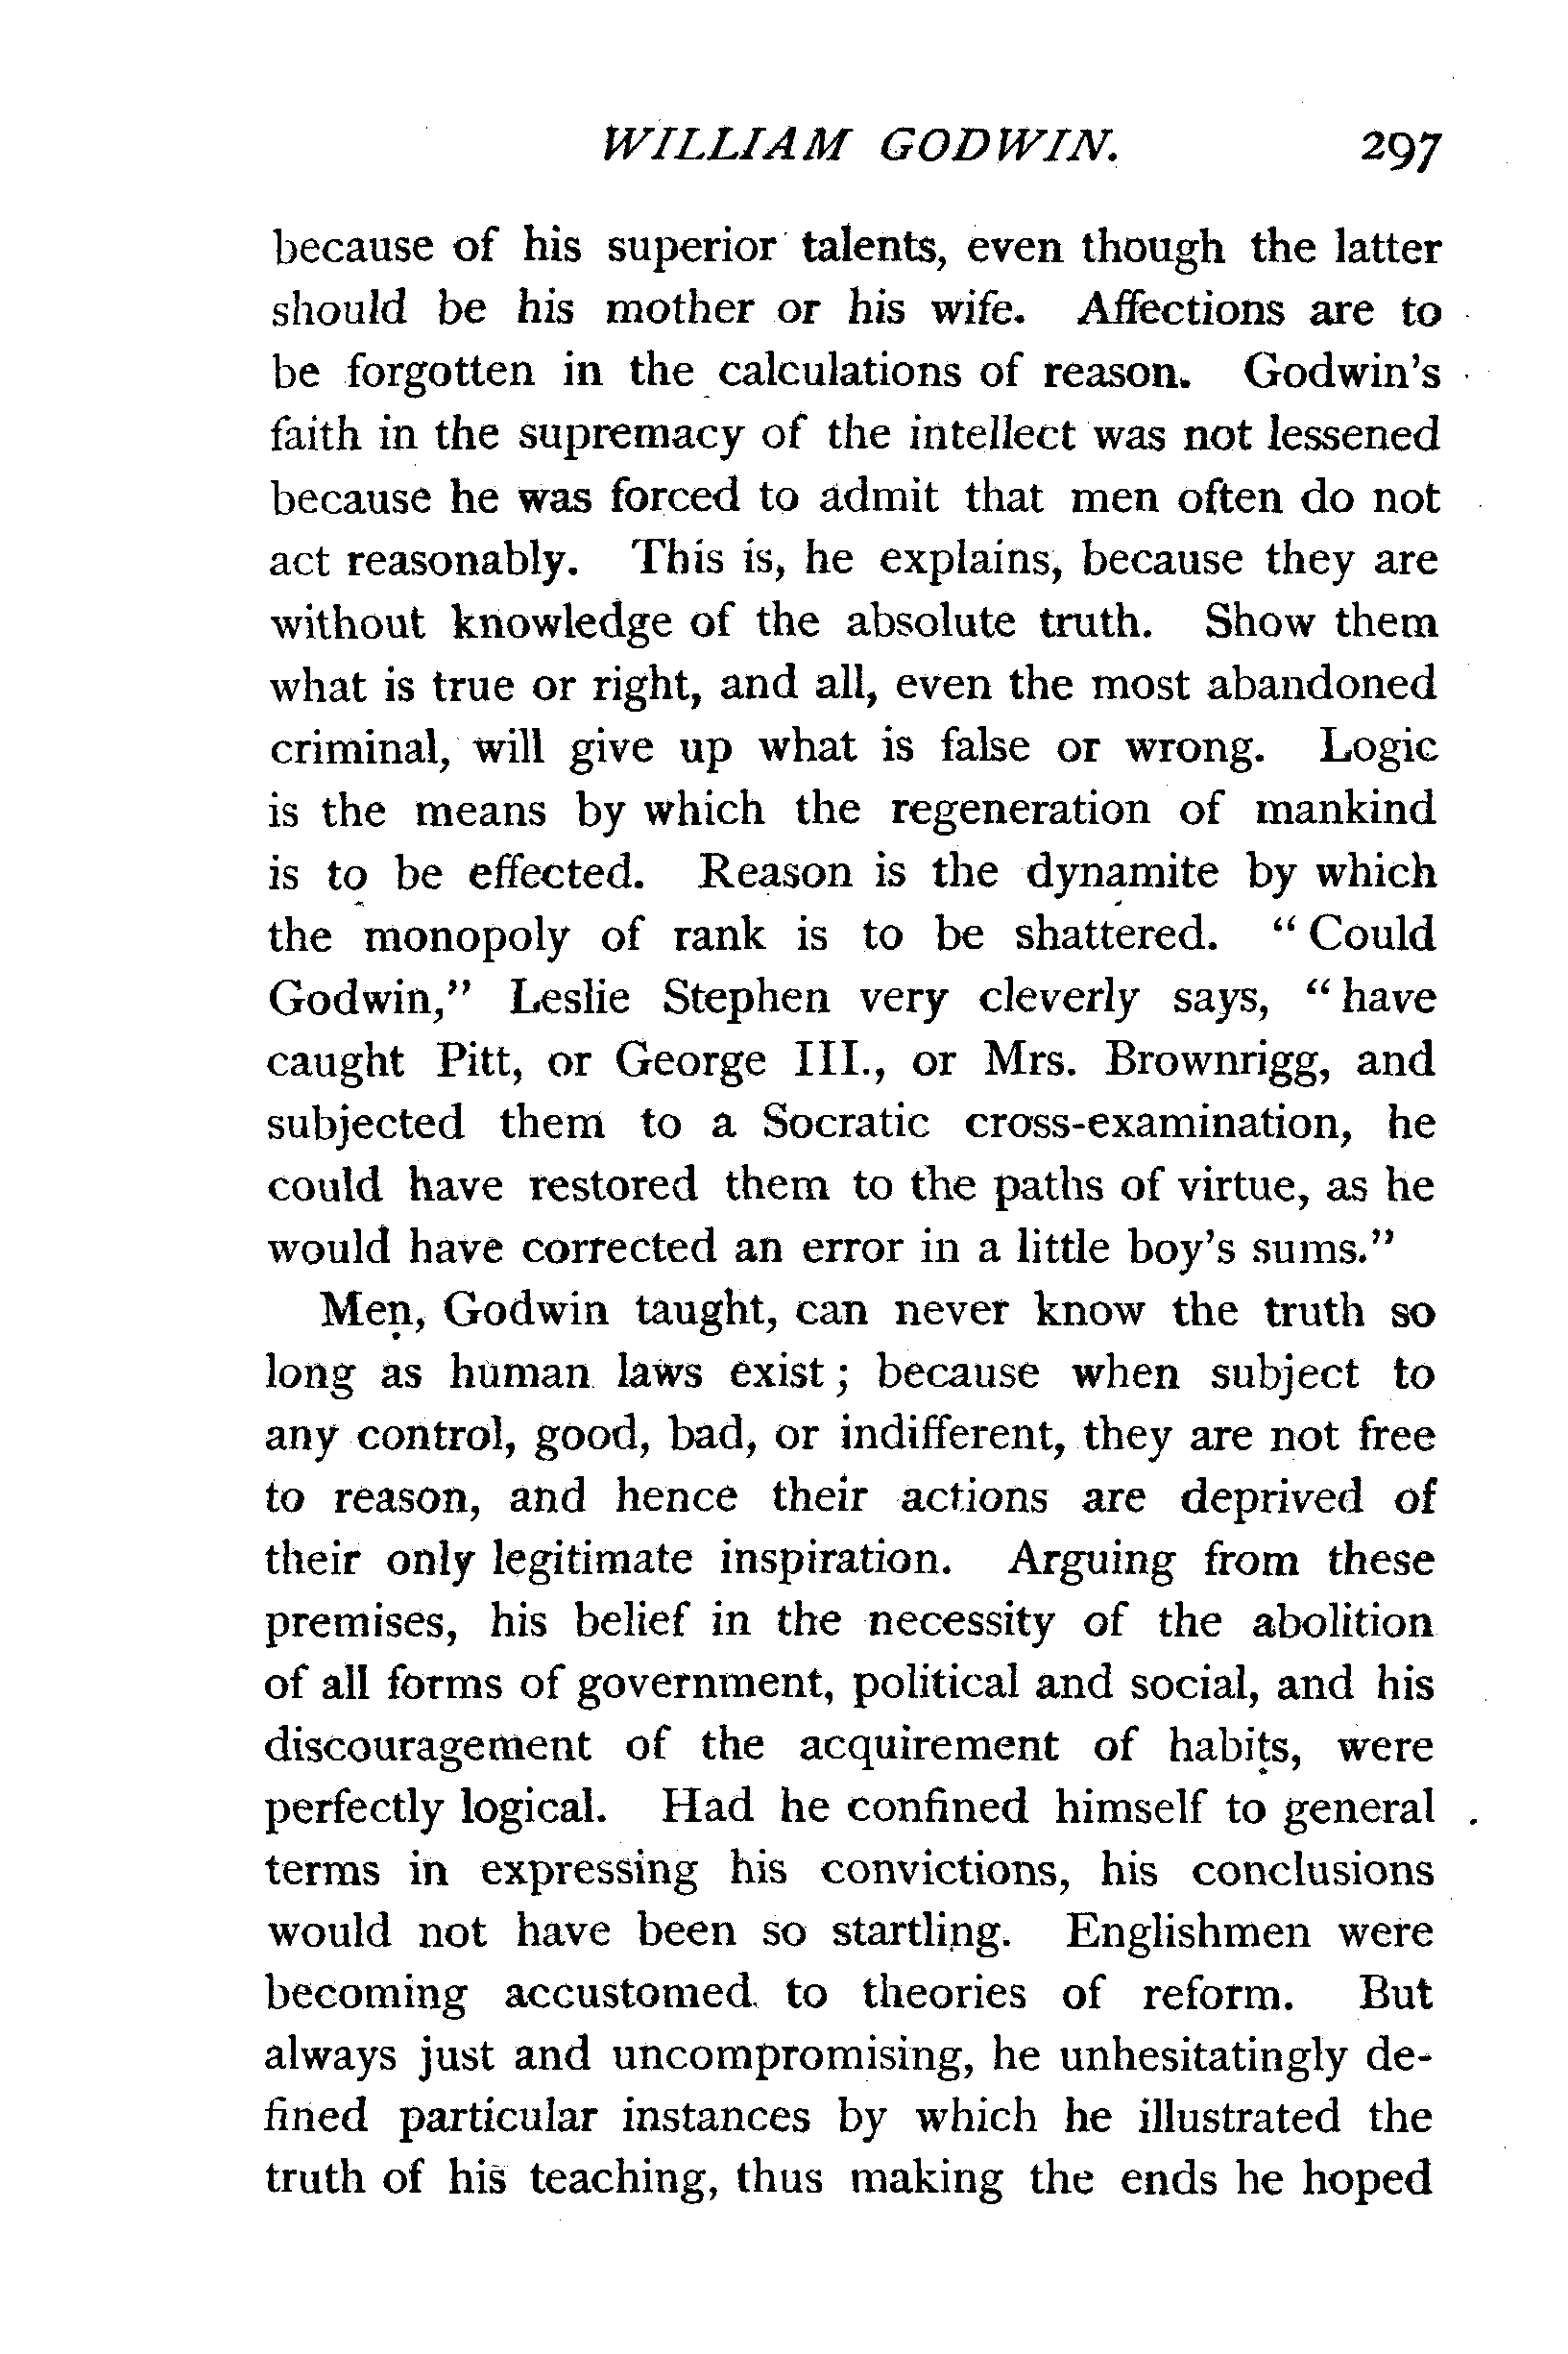 WILLIAM GODWIN. 297
because of his superior talents, even though the latter
should be his mother or his wife. Affections are to
be forgotten in the calculations of reason. Godwin's
faith in the supremacy of the intellect was not lessened
because he was forced to admit that men often do not
act reasonably. This is, he explains, because they are
without knowledge of the absolute truth. Show them
what is true or right, and all, even the most abandoned
criminal, will give up what is false or wrong. Logic
is the means by which the regeneration of mankind
is to be effected. Reason is the dynamite by which
the monopoly of rank is to be shattered. "Could
Godwin," Leslie Stephen very cleverly says, "have
caught Pitt, or George III., or Mrs. Brownrigg, and
subjected them to a Socratic cross-examination, he
could have restored them to the paths of virtue, as he
would have corrected an error in a little boy's sums."
Men, Godwin taught, can never know the truth so
long as human laws exist; because when subject to
any control, good, bad, or indifferent, they are not free
to reason, and hence their actions are deprived of
their only legitimate inspiration. Arguing from these
premises, his belief in the necessity of the abolition
of all forms of government, political and social, and his
discouragement of the acquirement of habits, were
perfectly logical. Had he confined himself to general
terms in expressing his convictions, his conclusions
would not have been so startling. Englishmen were
becoming accustomed to theories of reform. But
always just and uncompromising, he unhesitatingly de-
fined particular instances by which he illustrated the
truth of his teaching, thus making the ends he hoped